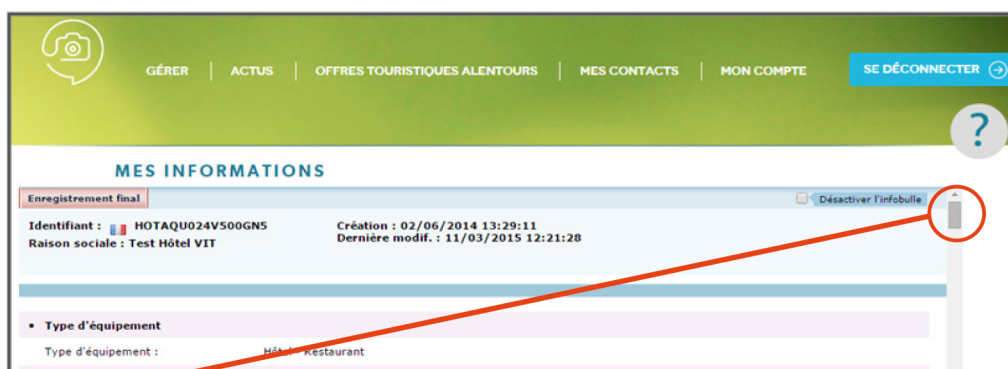 GÉRER | ACTUS | OFFRES TOURISTIQUES ALENTOURS | MES CONTACTS | MON COMPTE SE DÉCONNECTER
?
MES INFORMATIONS
Enregistrement final Désactiver l'infobulle
Identifiant : HOTAQU024V500GN5 Création : 02/06/2014 13:29:11
Raison sociale : Test Hôtel VIT Dernière modif. : 11/03/2015 12:21:28
• Type d'équipement
Type d'équipement : Hôtel - Restaurant